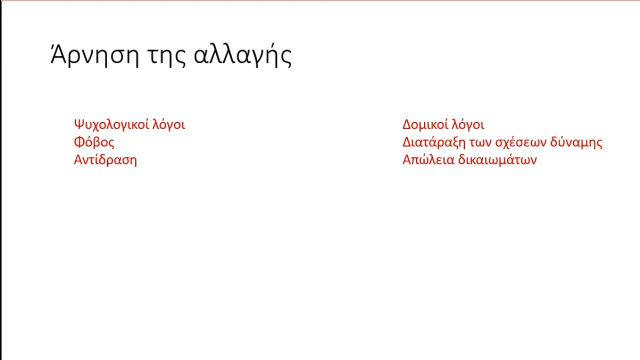 Άρνηση της αλλαγής
Ψυχολογικοί λόγοι
Φόβος
Αντίδραση
Δομικοί λόγοι
Διατάραξη των σχέσεων δύναμης
Απώλεια δικαιωμάτων